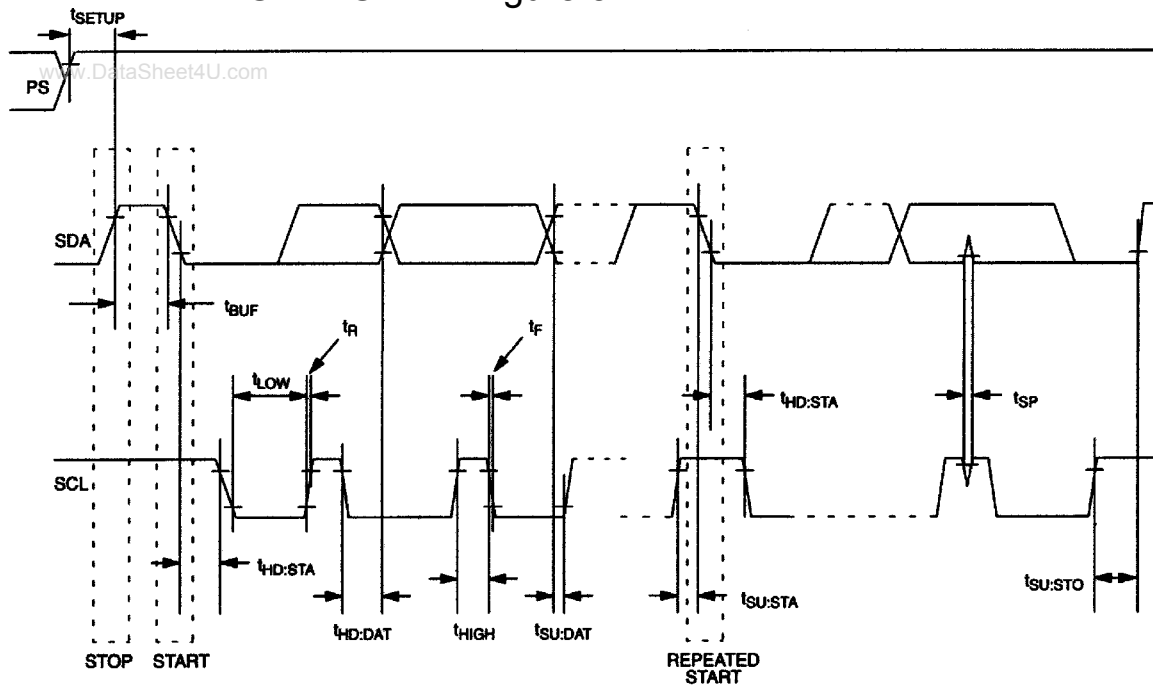 tSETUP
www.DataSheet4U.com
PS
SDA
tBUF
tR
tF
tLOW
tHD:STA
tSP
SCL
tHD:STA
tSU:STO
tSU:STA
tHD:DAT
tHIGH
tSU:DAT
STOP
START
REPEATED
START